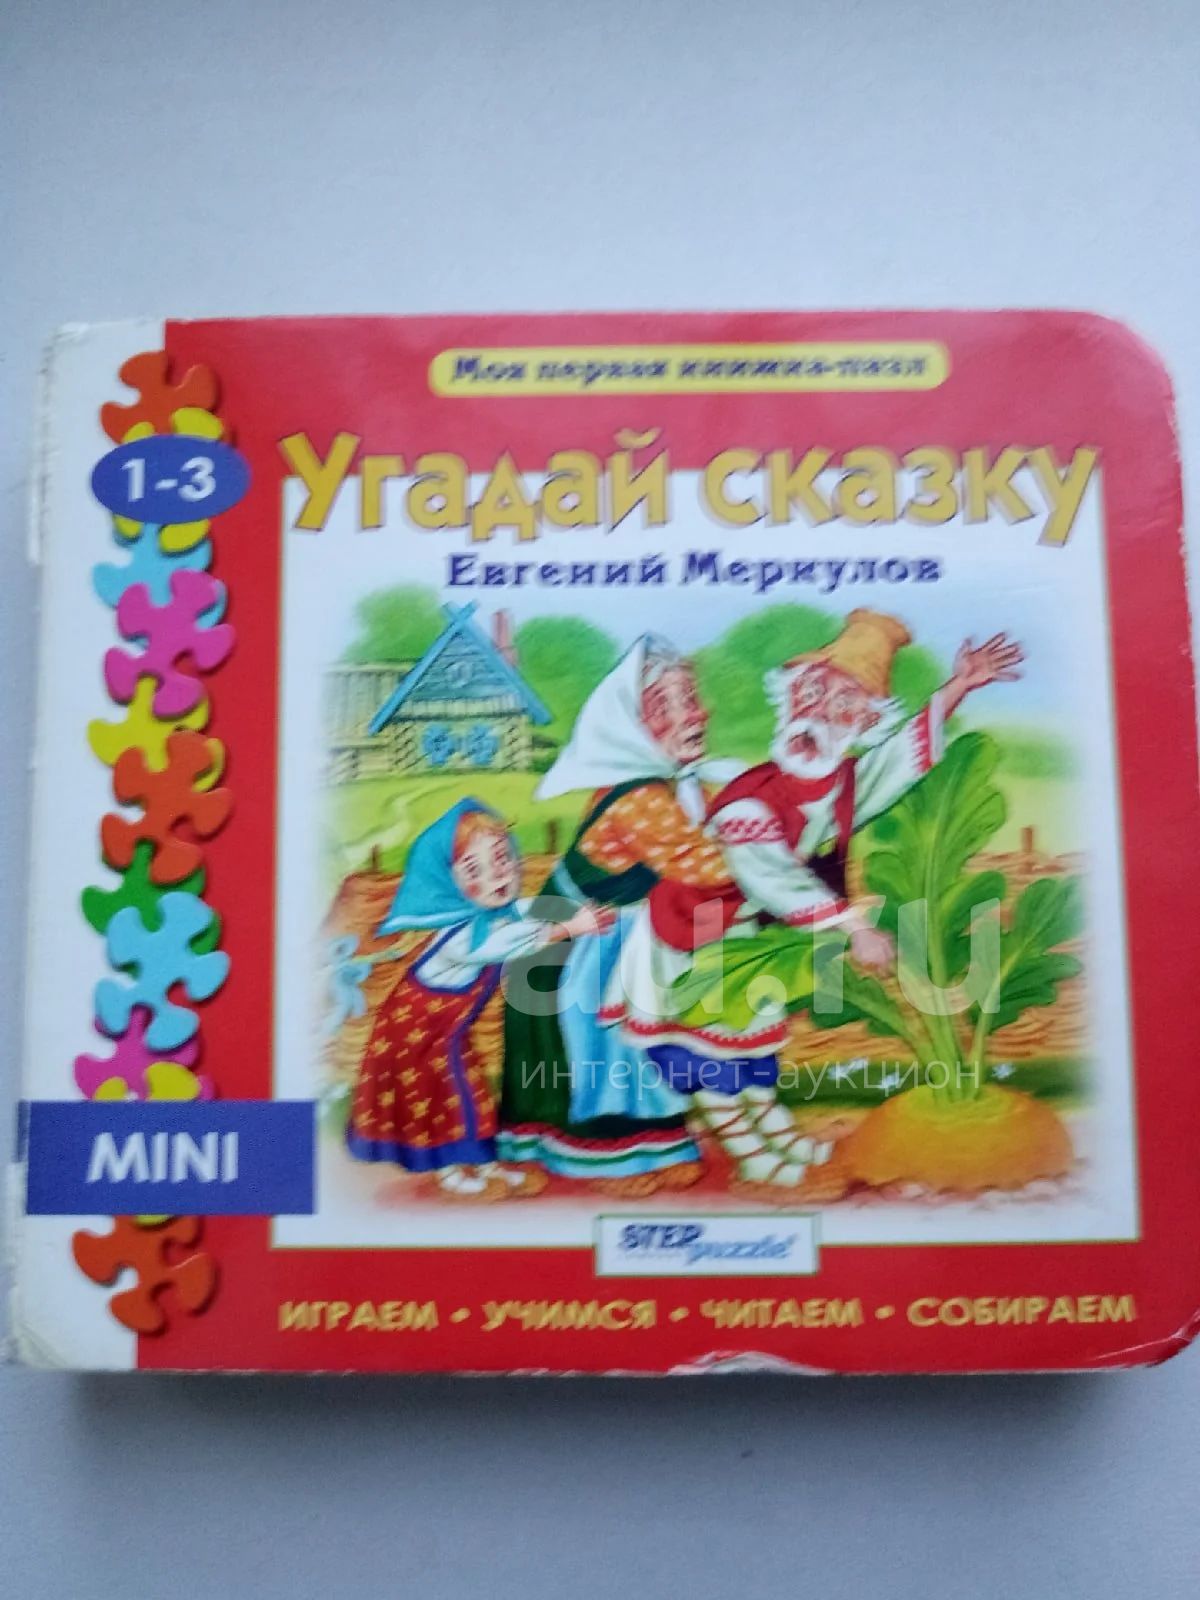 Моя первая книжка-пазл
1-3
Угадай сказку
Евгений Меркулов
au.ru
интернет-аукцион
MINI
STEP
puzzle
ИГРАЕМ • УЧИМСЯ • ЧИТАЕМ • СОБИРАЕМ